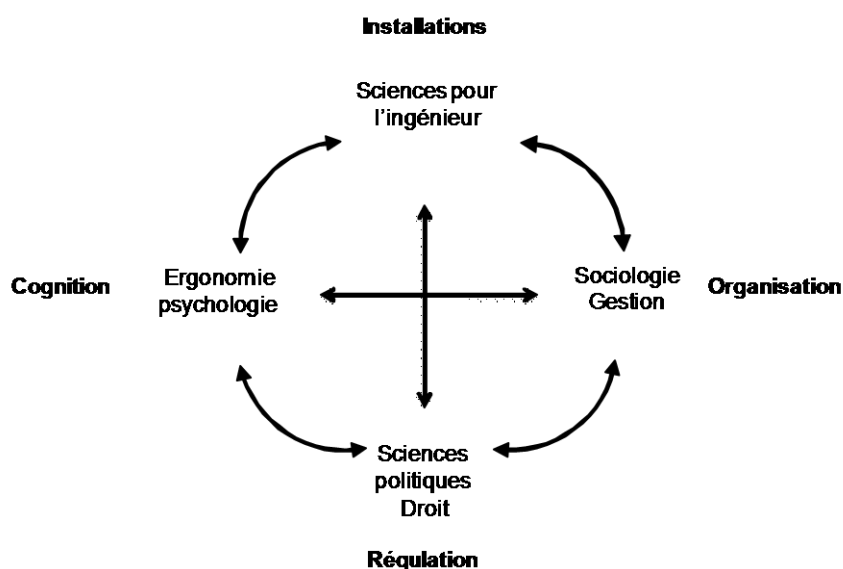 Installations
Sciences pour
l'ingénieur
Cognition
Ergonomie
psychologie
Sociologie
Gestion
Organisation
Sciences
politiques
Droit
Régulation